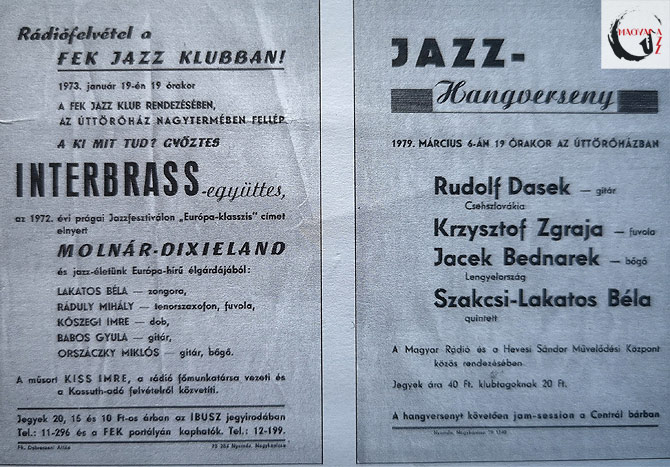 Rádiófelvétel a
FEK JAZZ KLUBBAN!
1973. január 19-én 19 órakor
A FEK JAZZ KLUB RENDEZÉSÉBEN,
AZ ÚTTÖRŐHÁZ NAGYTERMÉBEN FELLÉP
A KI MIT TUD? GYŐZTES
INTERBRASS-együttes,
az 1972. évi prágai Jazzfesztiválon „Európa-klasszis" címet
elnyert
MOLNÁR-DIXIELAND
és jazz-életünk Európa-hírű élgárdájából:
LAKATOS BÉLA — zongora,
RÁDULY MIHÁLY — tenorszaxofon, fuvola,
KŐSZEGI IMRE — dob,
BABOS GYULA — gitár,
ORSZÁCZKY MIKLÓS — gitár, bőgő.
A műsort KISS IMRE, a rádió főmunkatársa vezeti és
a Kossuth-adó felvételről közvetíti.
Jegyek 20, 15 és 10 Ft-os árban az IBUSZ jegyirodában
Tel.: 11-296 és a FEK portályán kaphatók. Tel.: 12-199.
MAGYAR
JAZZ
JAZZ-
Hangverseny
1979. MÁRCIUS 6-ÁN 19 ÓRAKOR AZ ÚTTÖRŐHÁZBAN
Rudolf Dasek — gitár
Csehszlovákia
Krzysztof Zgraja — fuvola
Jacek Bednarek — bőgő
Lengyelország
Szakcsi-Lakatos Béla
quintett
A Magyar Rádió és a Hevesi Sándor Művelődési Központ
közös rendezésében.
Jegyek ára 40 Ft, klubtagoknak 20 Ft.
A hangversenyt követően jam-session a Centrál bárban